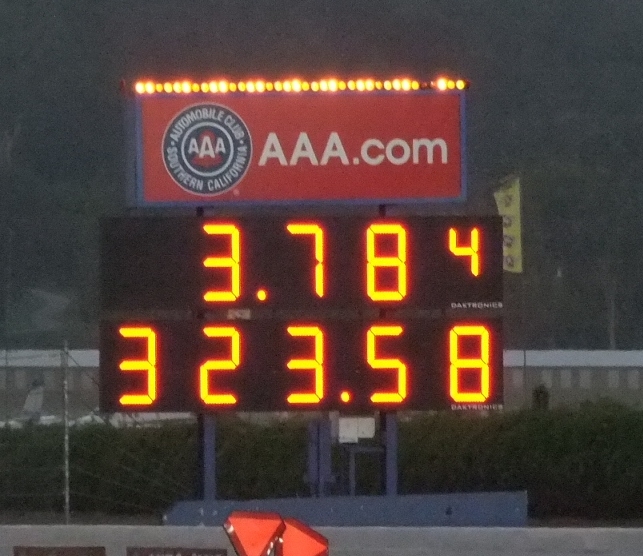 AUTOMOBILE CLUB
AAA
SOUTHERN CALIFORNIA
AAA.com
3.784
DAKTRONICS
323.58
DAKTRONICS